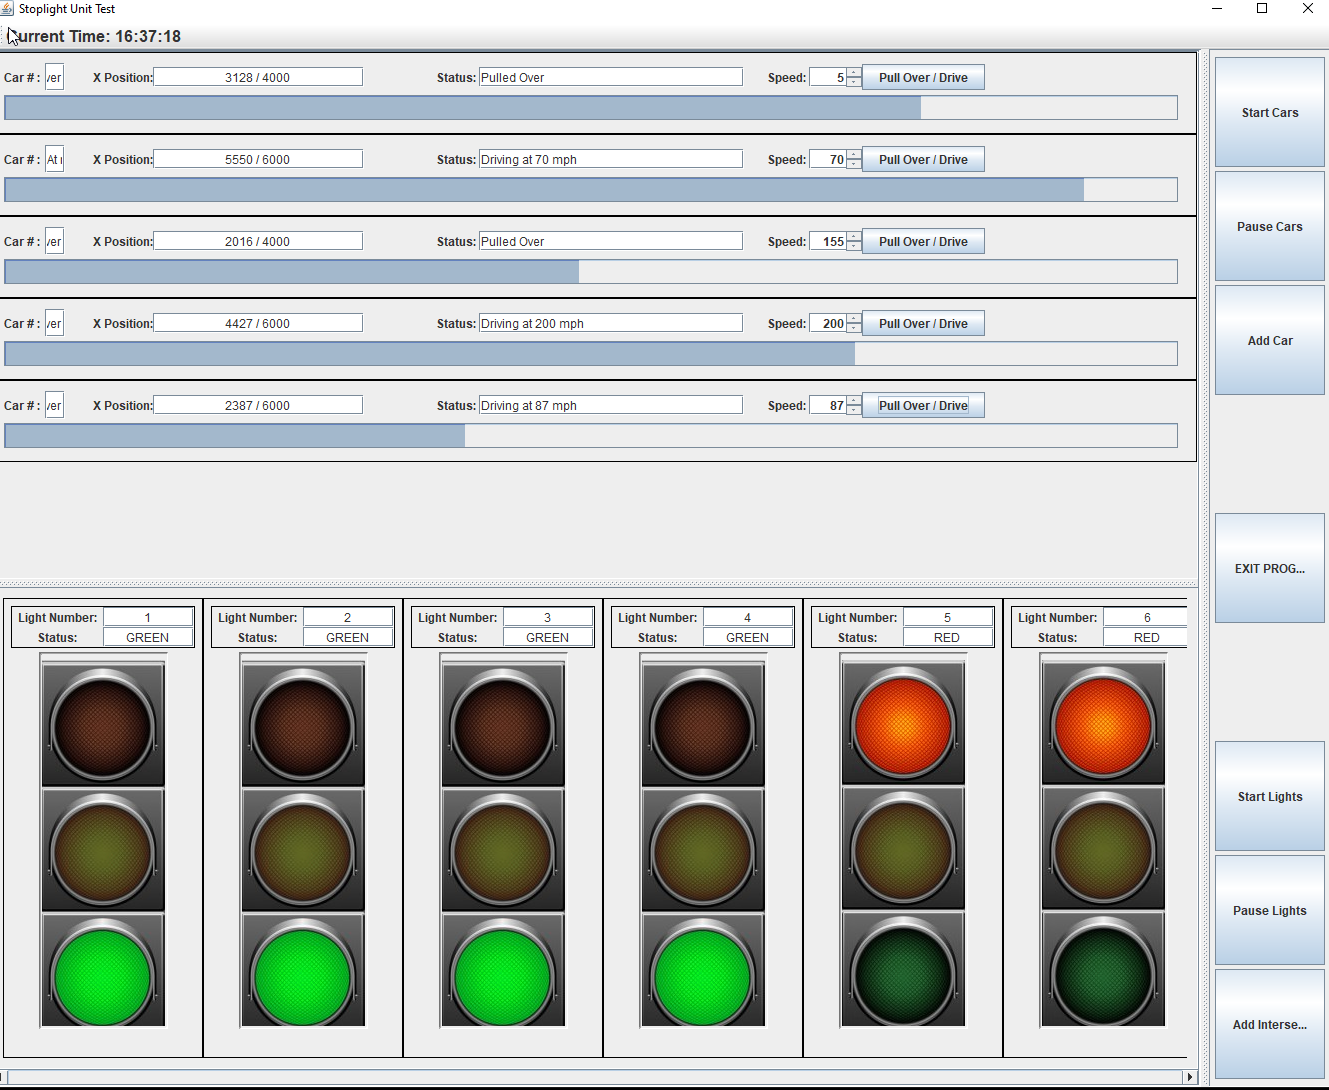 Stoplight Unit Test
Current Time: 16:37:18
Car # : ver X Position: 3128 / 4000 Status: Pulled Over Speed: 5 Pull Over / Drive
Car # : At X Position: 5550 / 6000 Status: Driving at 70 mph Speed: 70 Pull Over / Drive
Car # : ver X Position: 2016 / 4000 Status: Pulled Over Speed: 155 Pull Over / Drive
Car # : ver X Position: 4427 / 6000 Status: Driving at 200 mph Speed: 200 Pull Over / Drive
Car # : ver X Position: 2387 / 6000 Status: Driving at 87 mph Speed: 87 Pull Over / Drive
Start Cars
Pause Cars
Add Car
EXIT PROG...
Start Lights
Pause Lights
Add Interse...
Light Number: 1
Status: GREEN
Light Number: 2
Status: GREEN
Light Number: 3
Status: GREEN
Light Number: 4
Status: GREEN
Light Number: 5
Status: RED
Light Number: 6
Status: RED